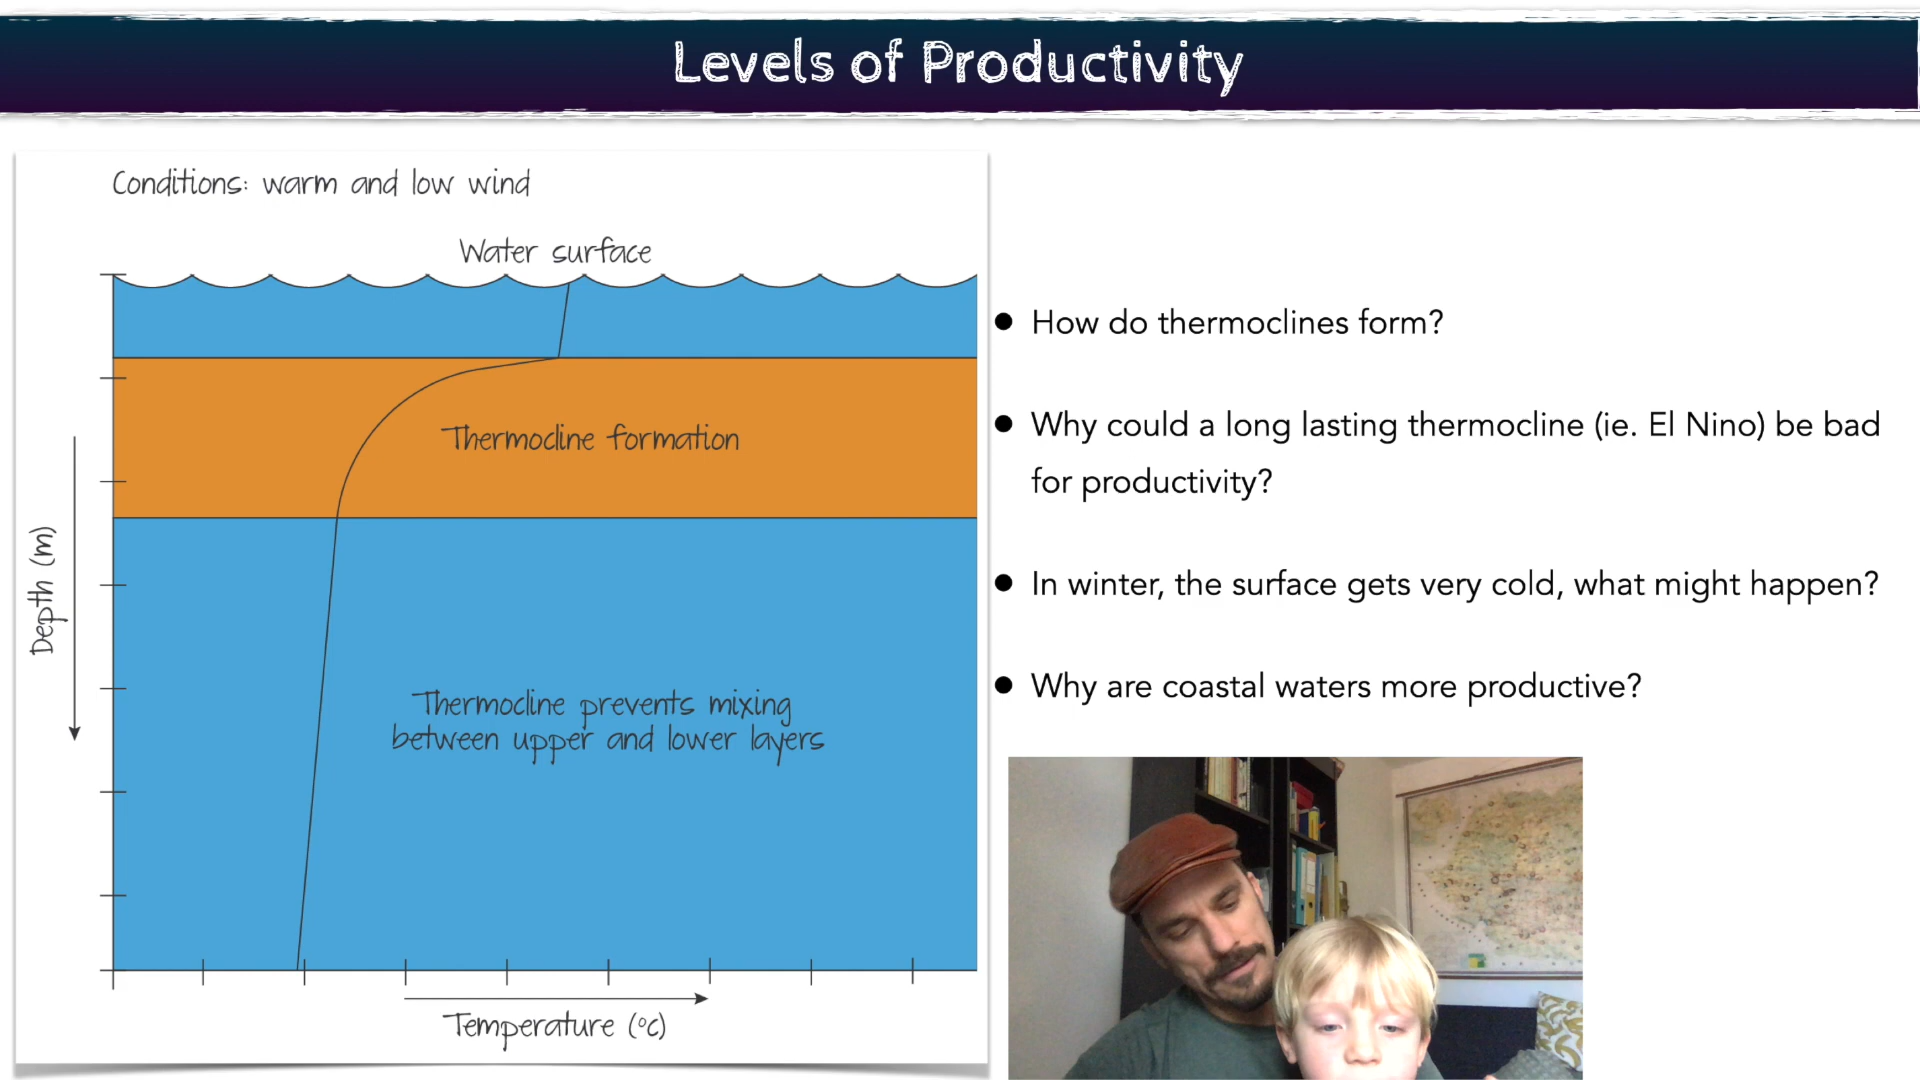 Levels of Productivity
Conditions: warm and low wind
Water surface
Thermocline formation
Thermocline prevents mixing
between upper and lower layers
Depth (m)
Temperature (°c)
● How do thermoclines form?
● Why could a long lasting thermocline (ie. El Nino) be bad
for productivity?
● In winter, the surface gets very cold, what might happen?
● Why are coastal waters more productive?